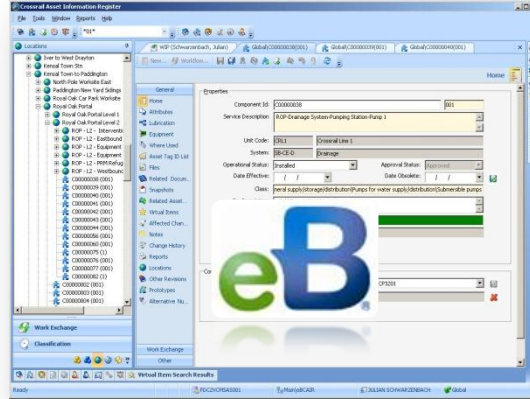 Crossrail Asset Information Register
File Tools Window Reports Help
*01*
Locations
WIP (Schwarzenbach, Julian)
Global\C00000038(001)
Global\C00000039(001)
Global\C00000040(001)
Iver to West Drayton
Kensal Town Stn
Kensal Town to Paddington
North Pole Worksite East
Paddington New Yard Sidings
Royal Oak Car Park Worksite
Royal Oak Portal
Royal Oak Portal Level 1
Royal Oak Portal Level 2
ROP - L2 - Interventi
ROP - L2 - Eastbound
ROP - L2 - Equipment
ROP - L2 - Equipment
ROP - L2 - PRM Refug
ROP - L2 - Westbound
C00000038 (001)
C00000039 (001)
C00000040 (001)
C00000041 (001)
C00000042 (001)
C00000043 (001)
C00000044 (001)
C00000056 (001)
C00000060 (001)
C00000075 (1)
C00000076 (001)
C00000077 (001)
C00000082 (1)
C00000002 (001)
C00000003 (001)
C00000004 (001)
Work Exchange
Classification
New...
Workflow...
Home
General
Home
Attributes
Lubrication
Equipment
Where Used
Asset Tag ID List
Files
Related Docum...
Snapshots
Related Asset...
Virtual Items
Affected Chan...
Notes
Change History
Reports
Locations
Other Revisions
Prototypes
Alternative Nu...
Work Exchange
Other
Properties
Component Id: C00000038 001
Service Description: ROP-Drainage System-Pumping Station-Pump 1
Unit Code: CRL1 Crossrail Line 1
System: SB-CE-D Drainage
Operational Status: Installed Approval Status: Approved
Date Effective: / / Date Obsolete: / /
Class: neral supply\storage\distribution\Pumps for water supply\distribution\Submersible pumps
eB
®
Virtual Item Search Results
Ready
JULIAN SCHWARZENBACH
Global